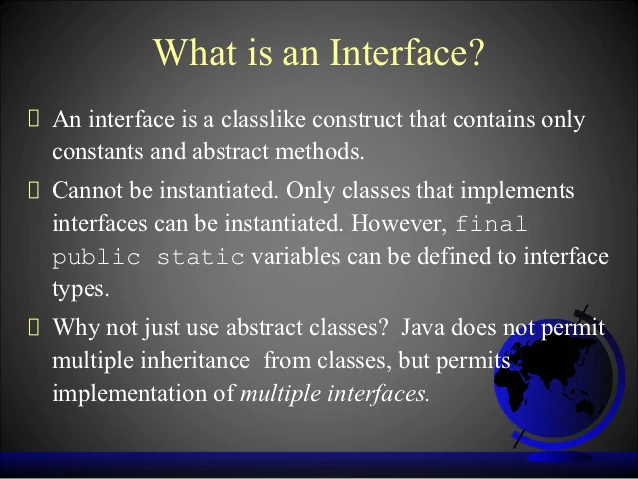 What is an Interface?
An interface is a classlike construct that contains only
constants and abstract methods.
Cannot be instantiated. Only classes that implements
interfaces can be instantiated. However, final
public static variables can be defined to interface
types.
Why not just use abstract classes?  Java does not permit
multiple inheritance  from classes, but permits
implementation of multiple interfaces.